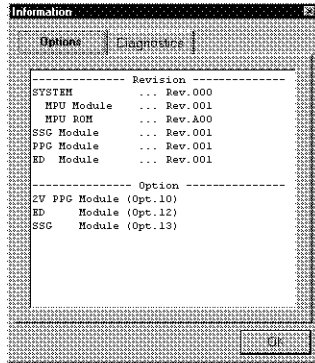 Information
Options Diagnostics
------------- Revision --------------
SYSTEM ... Rev.000
MPU Module ... Rev.001
MPU ROM ... Rev.A00
SSG Module ... Rev.001
PPG Module ... Rev.001
ED Module ... Rev.001
-------------- Option ---------------
2V PPG Module (Opt.10)
ED Module (Opt.12)
SSG Module (Opt.13)
OK